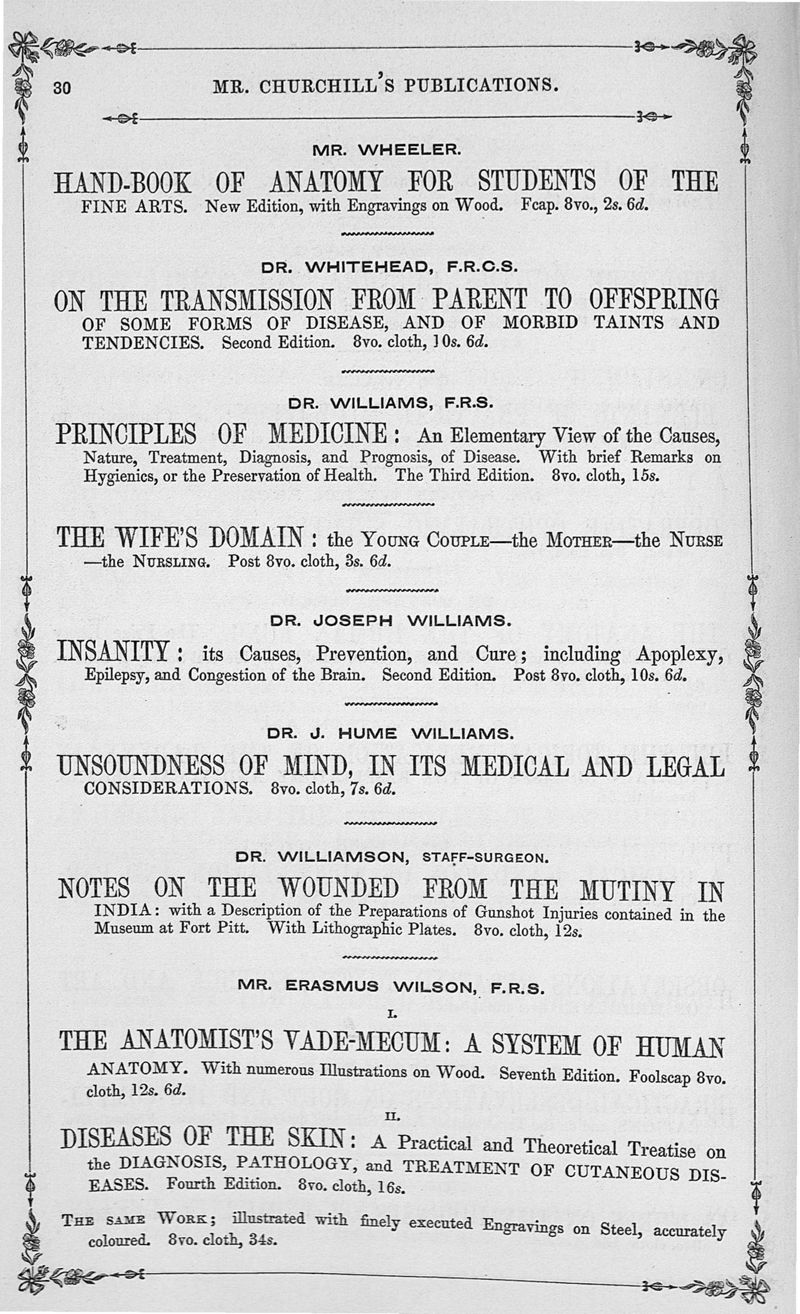 30
MR. CHURCHILL'S PUBLICATIONS.
MR. WHEELER.
HAND-BOOK OF ANATOMY FOR STUDENTS OF THE
FINE ARTS. New Edition, with Engravings on Wood. Fcap. 8vo., 2s. 6d.
DR. WHITEHEAD, F.R.C.S.
ON THE TRANSMISSION FROM PARENT TO OFFSPRING
OF SOME FORMS OF DISEASE, AND OF MORBID TAINTS AND
TENDENCIES. Second Edition. 8vo. cloth, 10s. 6d.
DR. WILLIAMS, F.R.S.
PRINCIPLES OF MEDICINE: An Elementary View of the Causes,
Nature, Treatment, Diagnosis, and Prognosis, of Disease. With brief Remarks on
Hygienics, or the Preservation of Health. The Third Edition. 8vo. cloth, 15s.
THE WIFE'S DOMAIN: the YOUNG COUPLE—the MOTHER—the NURSE
—the NURSLING. Post 8vo. cloth, 3s. 6d.
DR. JOSEPH WILLIAMS.
INSANITY: its Causes, Prevention, and Cure; including Apoplexy,
Epilepsy, and Congestion of the Brain. Second Edition. Post 8vo. cloth, 10s. 6d.
DR. J. HUME WILLIAMS.
UNSOUNDNESS OF MIND, IN ITS MEDICAL AND LEGAL
CONSIDERATIONS. 8vo. cloth, 7s. 6d.
DR. WILLIAMSON, STAFF-SURGEON.
NOTES ON THE WOUNDED FROM THE MUTINY IN
INDIA: with a Description of the Preparations of Gunshot Injuries contained in the
Museum at Fort Pitt. With Lithographic Plates. 8vo. cloth, 12s.
MR. ERASMUS WILSON, F.R.S.
I.
THE ANATOMIST'S VADE-MECUM: A SYSTEM OF HUMAN
ANATOMY. With numerous Illustrations on Wood. Seventh Edition. Foolscap 8vo.
cloth, 12s. 6d.
II.
DISEASES OF THE SKIN: A Practical and Theoretical Treatise on
the DIAGNOSIS, PATHOLOGY, and TREATMENT OF CUTANEOUS DIS-
EASES. Fourth Edition. 8vo. cloth, 16s.
THE SAME WORK; illustrated with finely executed Engravings on Steel, accurately
coloured. 8vo. cloth, 34s.